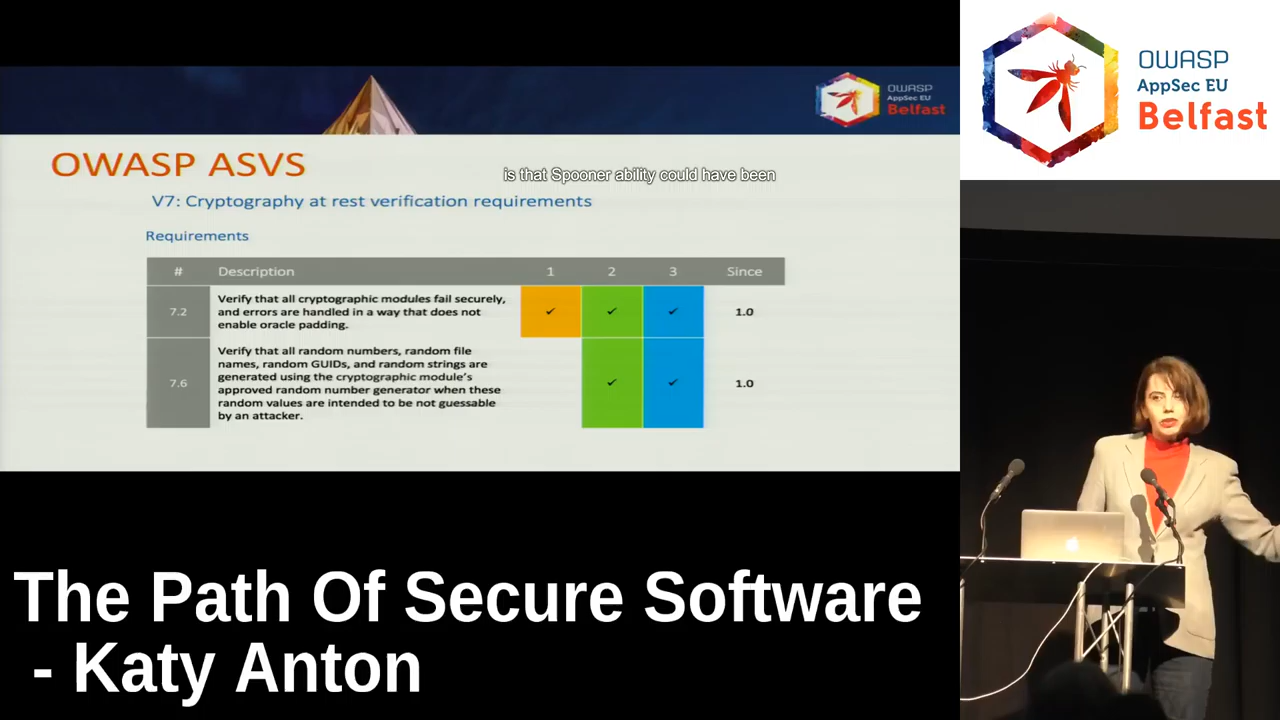 OWASP
AppSec EU
Belfast
OWASP
AppSec EU
Belfast
OWASP ASVS
is that Spooner ability could have been
V7: Cryptography at rest verification requirements
Requirements
# Description 1 2 3 Since
7.2 Verify that all cryptographic modules fail securely,
and errors are handled in a way that does not
enable oracle padding.
✓ ✓ ✓ 1.0
7.6 Verify that all random numbers, random file
names, random GUIDs, and random strings are
generated using the cryptographic module's
approved random number generator when these
random values are intended to be not guessable
by an attacker.
✓ ✓ 1.0
The Path Of Secure Software
- Katy Anton